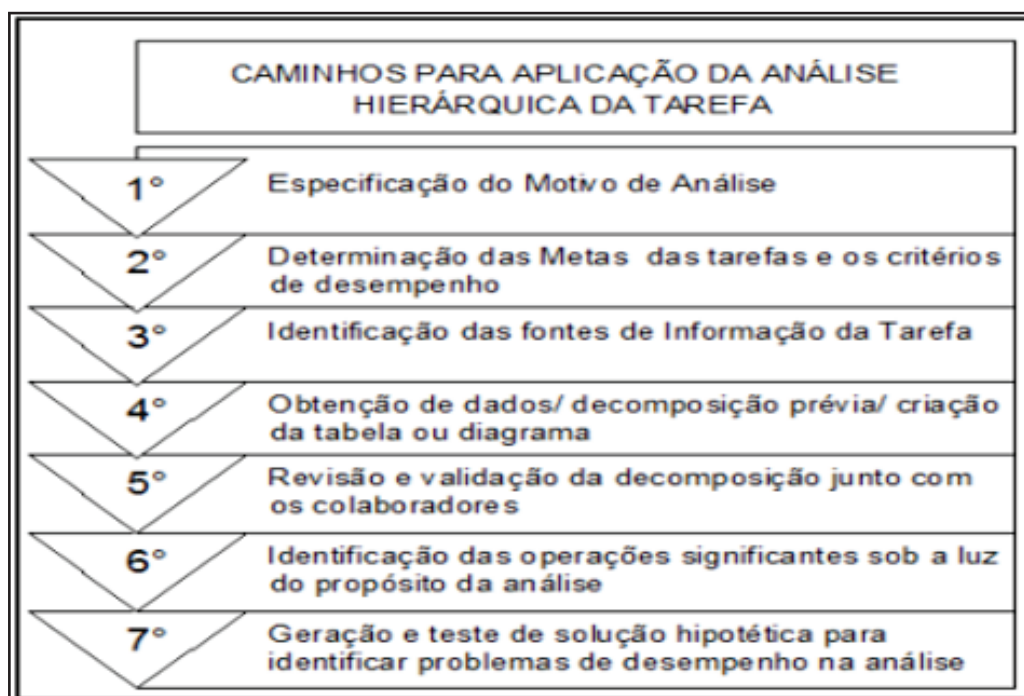 CAMINHOS PARA APLICAÇÃO DA ANÁLISE
HIERÁRQUICA DA TAREFA
1° Especificação do Motivo de Análise
2° Determinação das Metas das tarefas e os critérios
de desempenho
3° Identificação das fontes de Informação da Tarefa
4° Obtenção de dados/ decomposição prévia/ criação
da tabela ou diagrama
5° Revisão e validação da decomposição junto com
os colaboradores
6° Identificação das operações significantes sob a luz
do propósito da análise
7° Geração e teste de solução hipotética para
identificar problemas de desempenho na análise